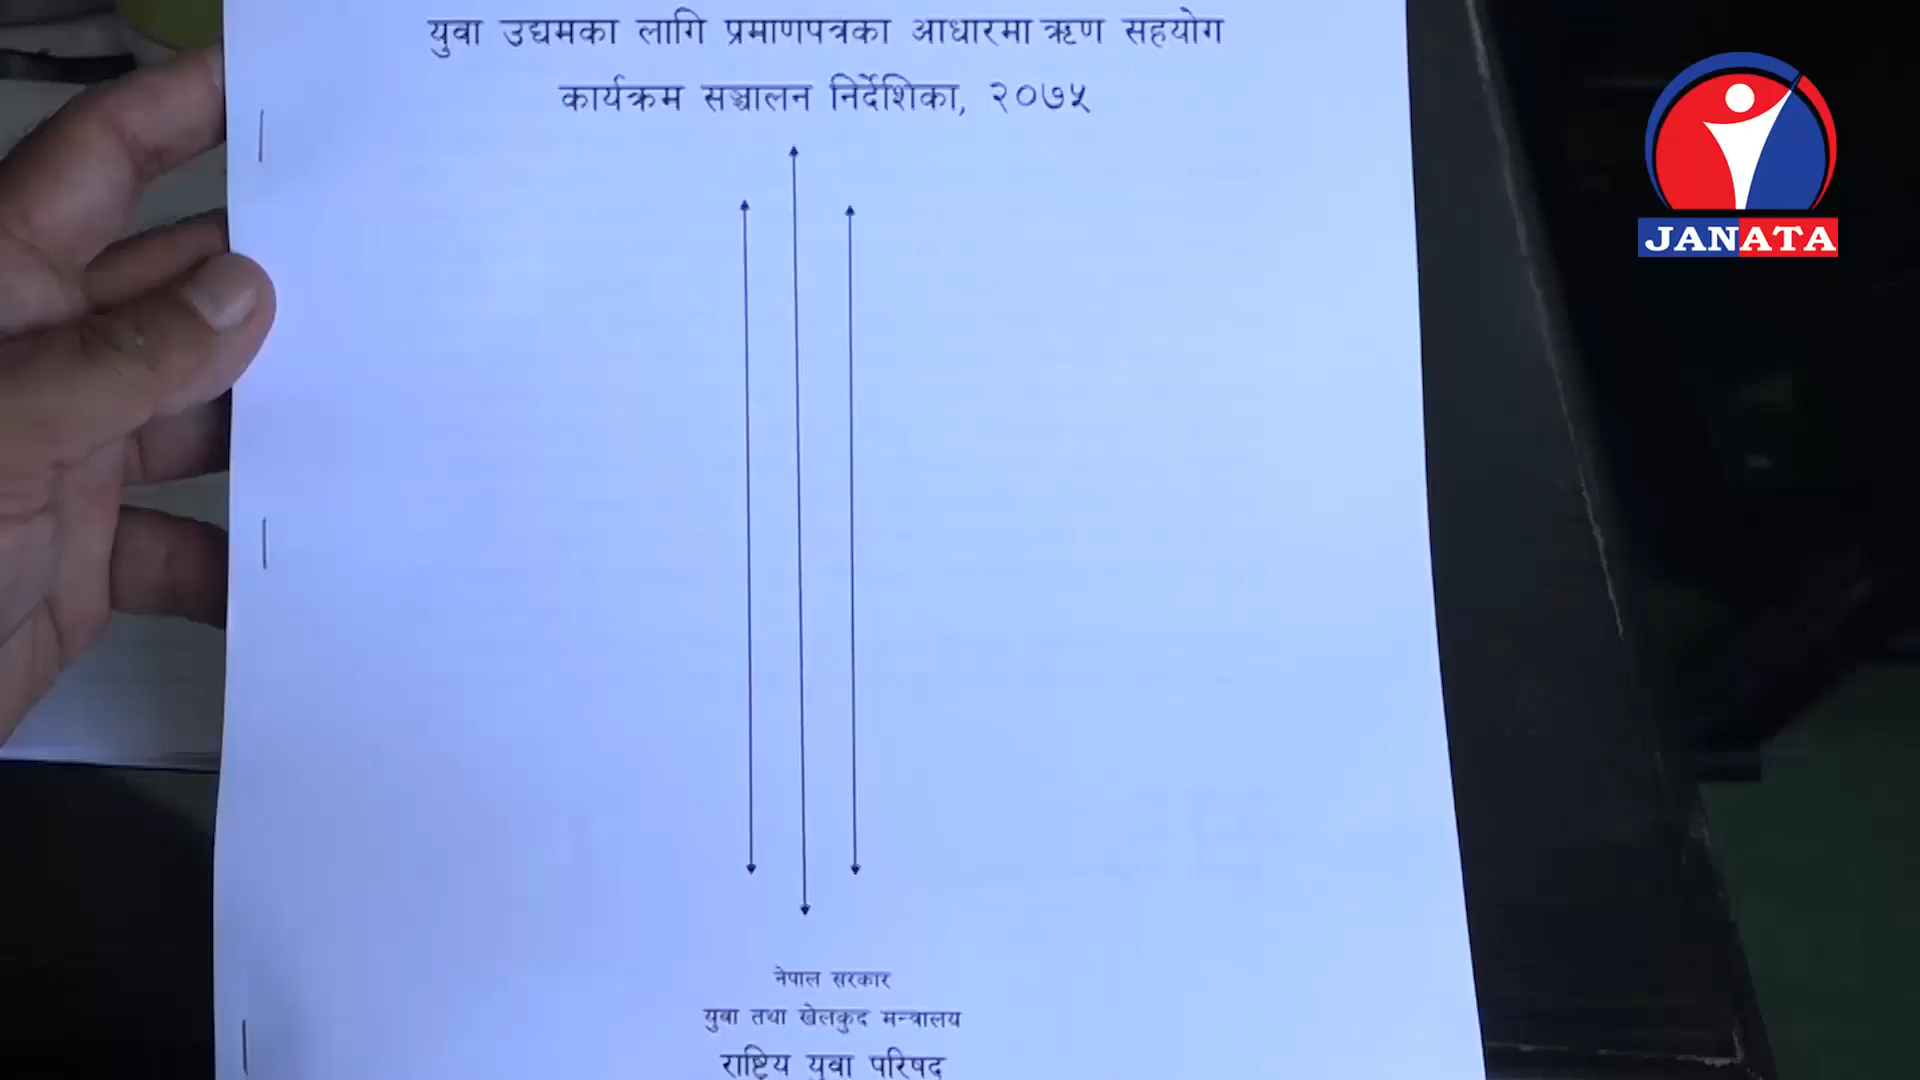 युवा उद्यमका लागि प्रमाणपत्रका आधारमा ऋण सहयोग
कार्यक्रम सञ्चालन निर्देशिका, २०७५
JANATA
नेपाल सरकार
युवा तथा खेलकुद मन्त्रालय
राष्ट्रिय युवा परिषद